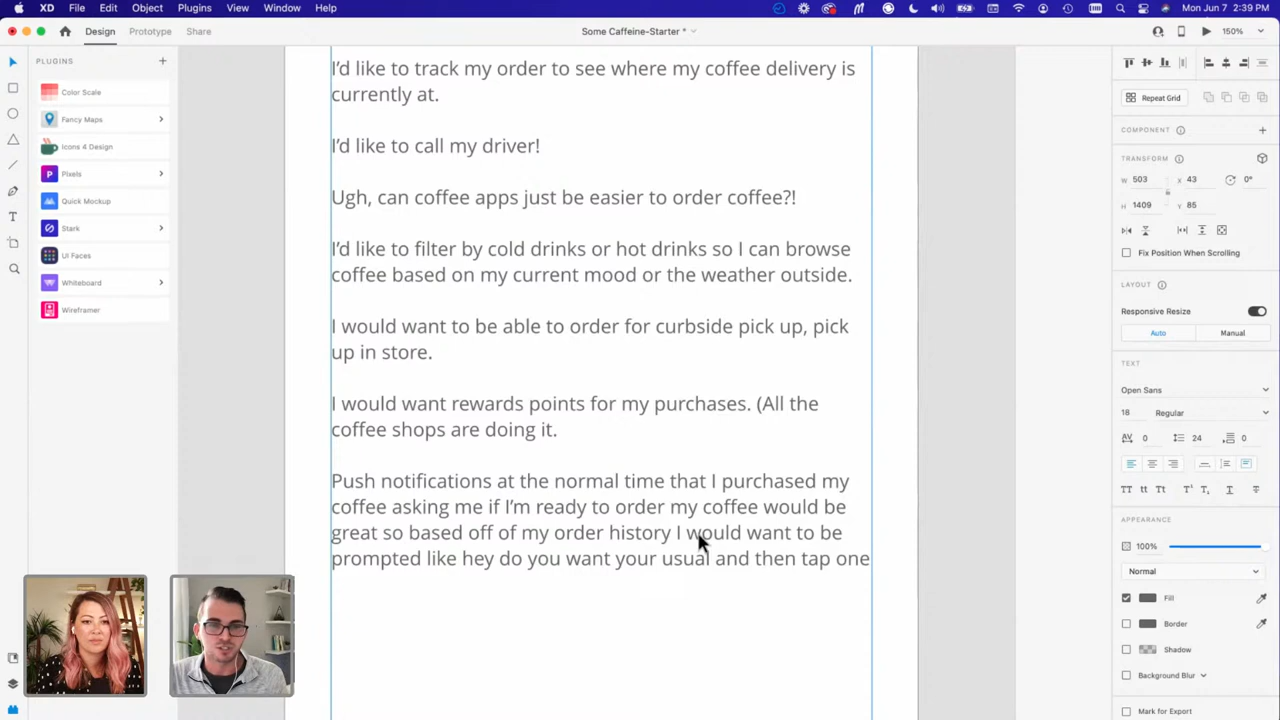 XD File Edit Object Plugins View Window Help Mon Jun 7 2:39 PM
Design Prototype Share Some Caffeine-Starter * 150%
PLUGINS
Color Scale
Fancy Maps
Icons 4 Design
Pixels
Quick Mockup
Stark
UI Faces
Whiteboard
Wireframer
I'd like to track my order to see where my coffee delivery is
currently at.
I'd like to call my driver!
Ugh, can coffee apps just be easier to order coffee?!
I'd like to filter by cold drinks or hot drinks so I can browse
coffee based on my current mood or the weather outside.
I would want to be able to order for curbside pick up, pick
up in store.
I would want rewards points for my purchases. (All the
coffee shops are doing it.
Push notifications at the normal time that I purchased my
coffee asking me if I'm ready to order my coffee would be
great so based off of my order history I would want to be
prompted like hey do you want your usual and then tap one
Repeat Grid
COMPONENT
TRANSFORM
W 503 X 43 0°
H 1409 Y 85
Fix Position When Scrolling
LAYOUT
Responsive Resize
Auto Manual
TEXT
Open Sans
18 Regular
AV 0 24 0
TT tt Tt T¹ T₁ T T
APPEARANCE
100%
Normal
Fill
Border
Shadow
Background Blur
Mark for Export